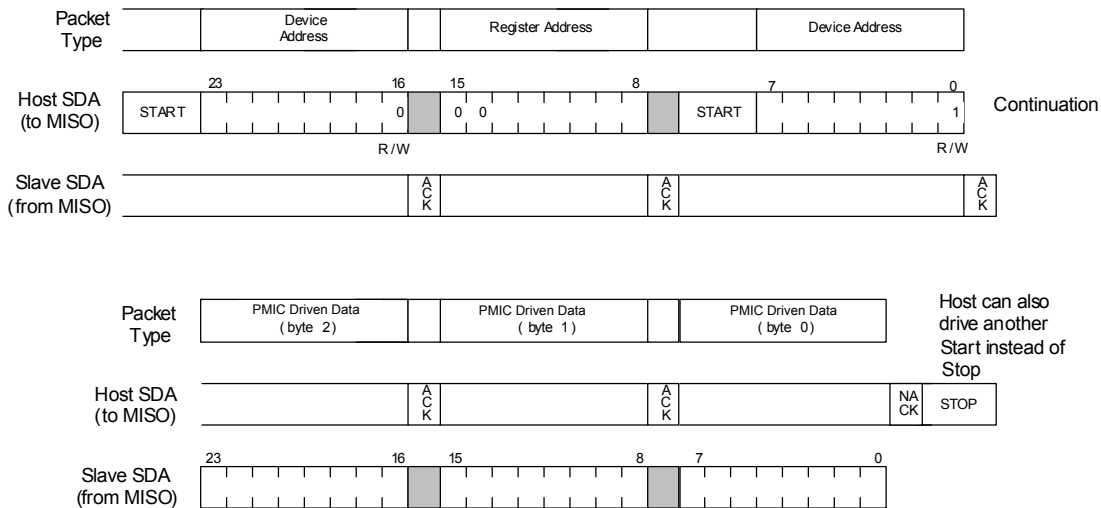 Packet
Type
Device
Address
Register Address
Device Address
23
16
15
8
7
0
Host SDA
(to MISO)
START
0
0 0
START
1
Continuation
R/W
R/W
Slave SDA
(from MISO)
ACK
ACK
ACK
Packet
Type
PMIC Driven Data
( byte 2)
PMIC Driven Data
( byte 1)
PMIC Driven Data
( byte 0)
Host can also
drive another
Start instead of
Stop
Host SDA
(to MISO)
ACK
ACK
NA
CK
STOP
23
16
15
8
7
0
Slave SDA
(from MISO)